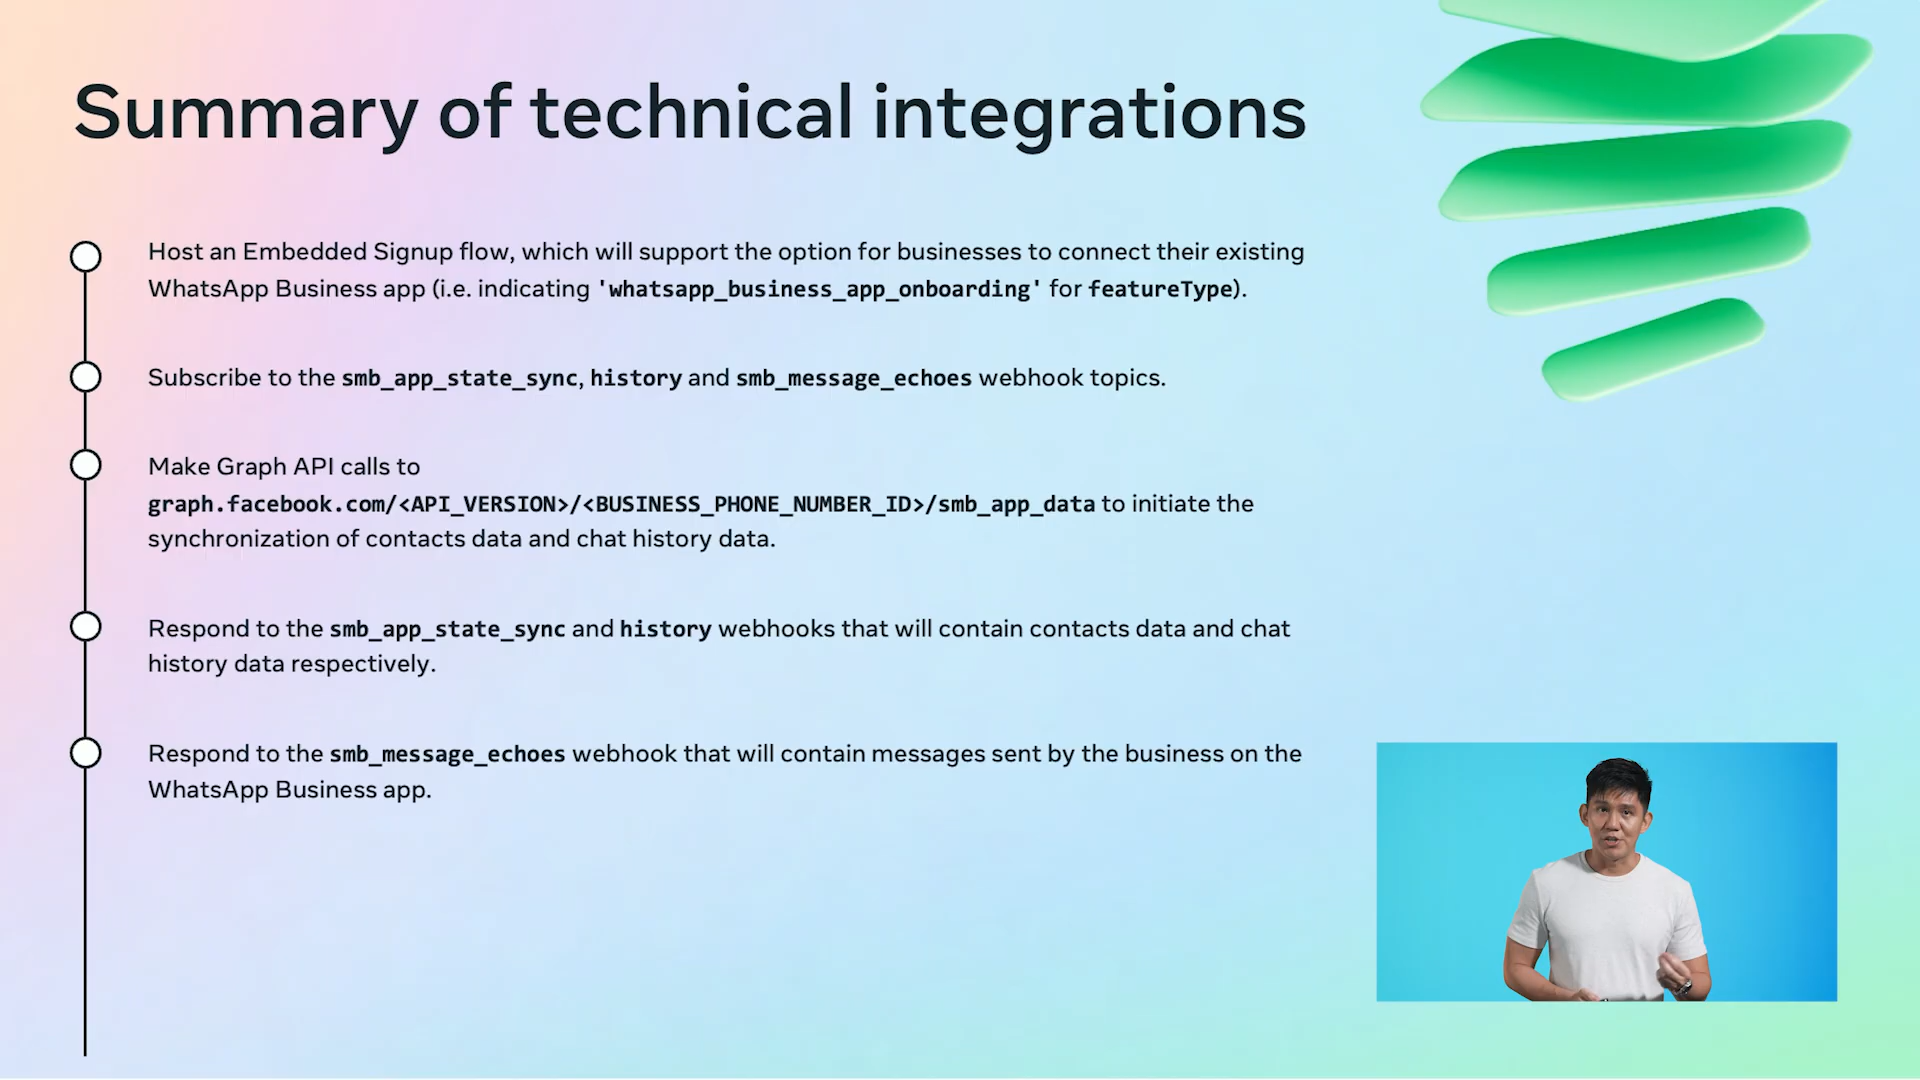 Summary of technical integrations
Host an Embedded Signup flow, which will support the option for businesses to connect their existing
WhatsApp Business app (i.e. indicating 'whatsapp_business_app_onboarding' for featureType).
Subscribe to the smb_app_state_sync, history and smb_message_echoes webhook topics.
Make Graph API calls to
graph.facebook.com/<API_VERSION>/<BUSINESS_PHONE_NUMBER_ID>/smb_app_data to initiate the
synchronization of contacts data and chat history data.
Respond to the smb_app_state_sync and history webhooks that will contain contacts data and chat
history data respectively.
Respond to the smb_message_echoes webhook that will contain messages sent by the business on the
WhatsApp Business app.